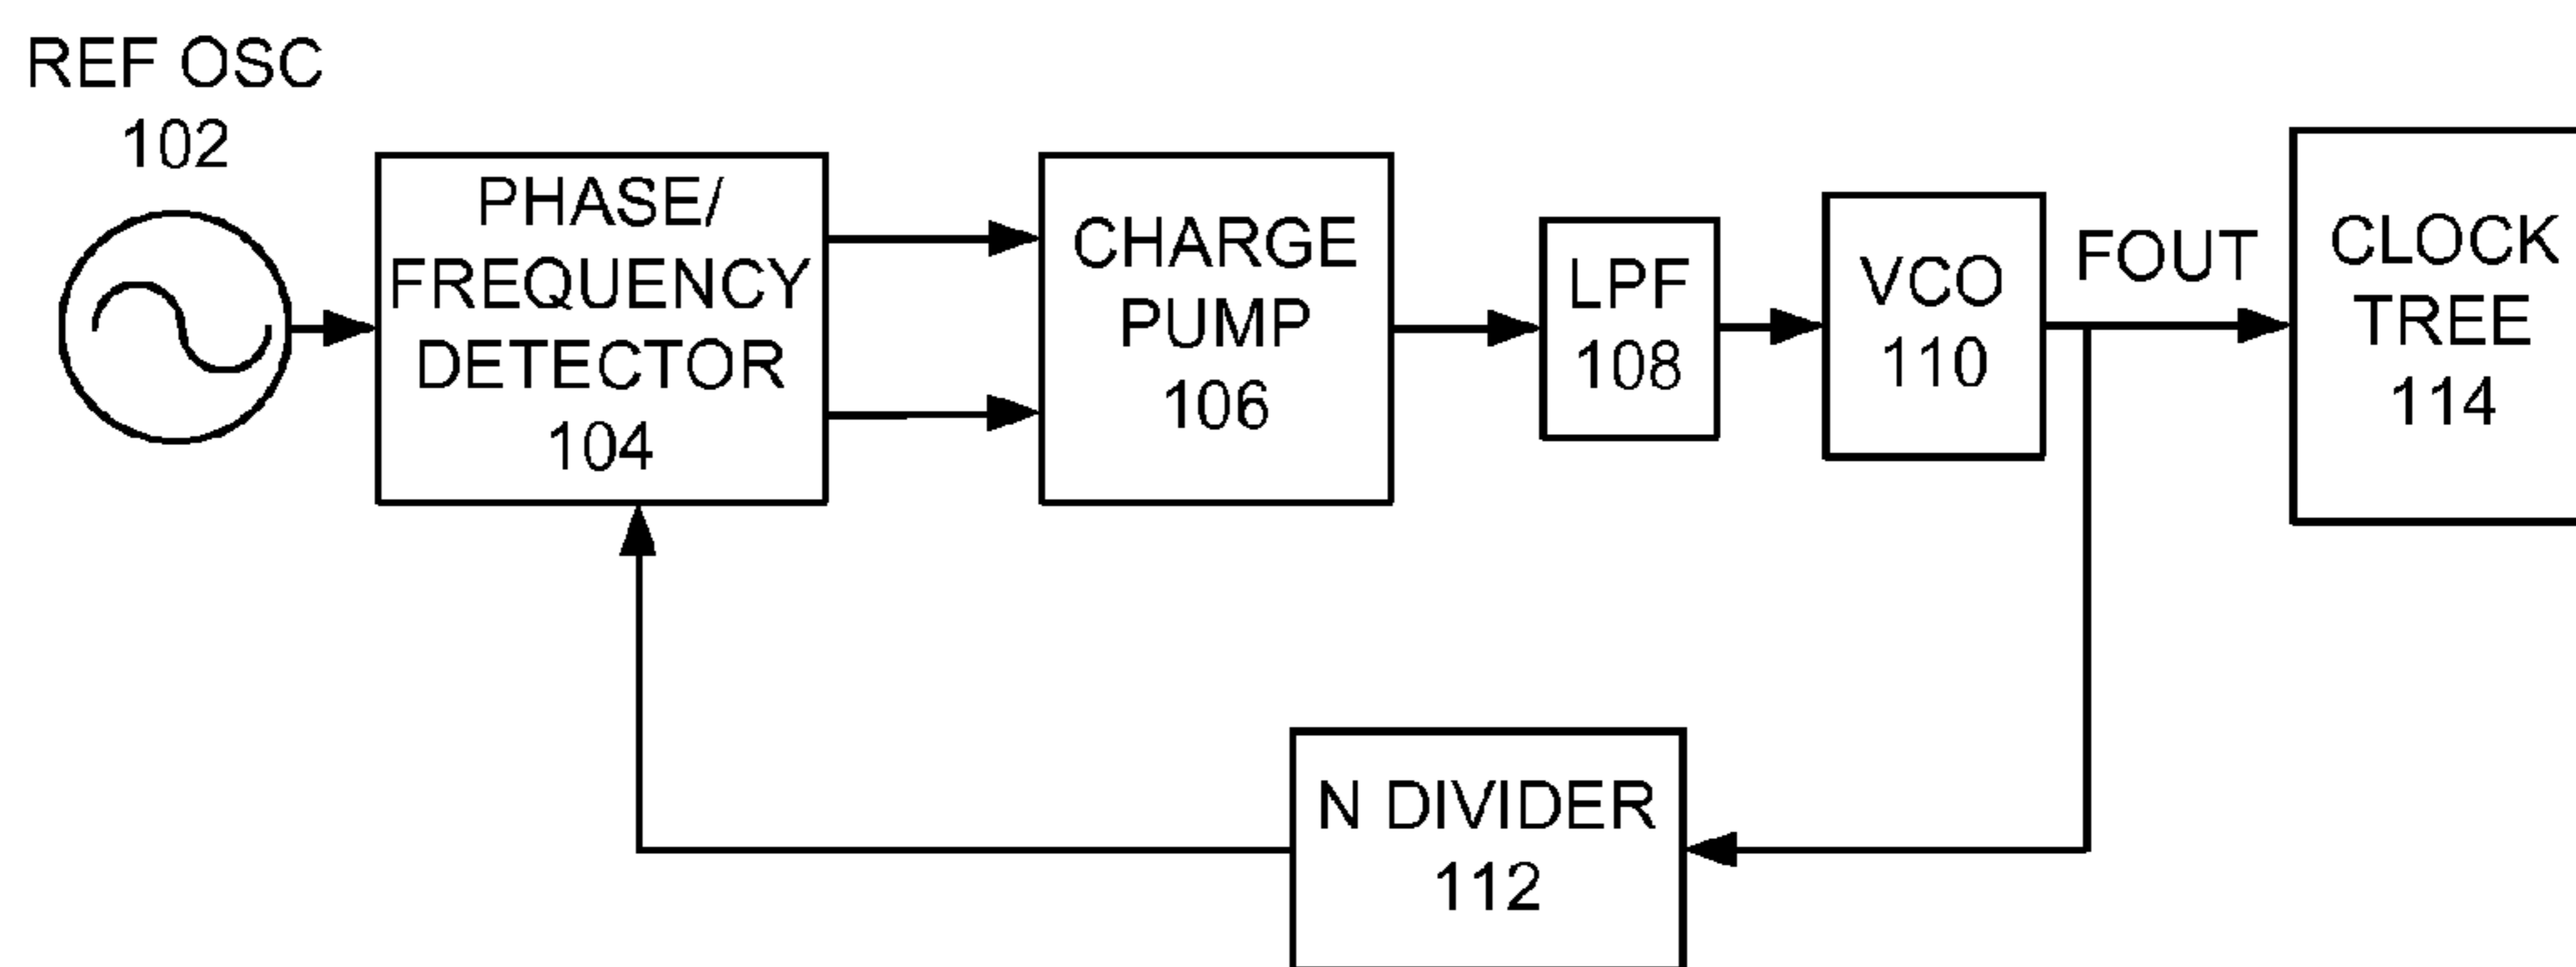 REF OSC
102
PHASE/
FREQUENCY
DETECTOR
104
CHARGE
PUMP
106
LPF
108
VCO
110
FOUT
CLOCK
TREE
114
N DIVIDER
112